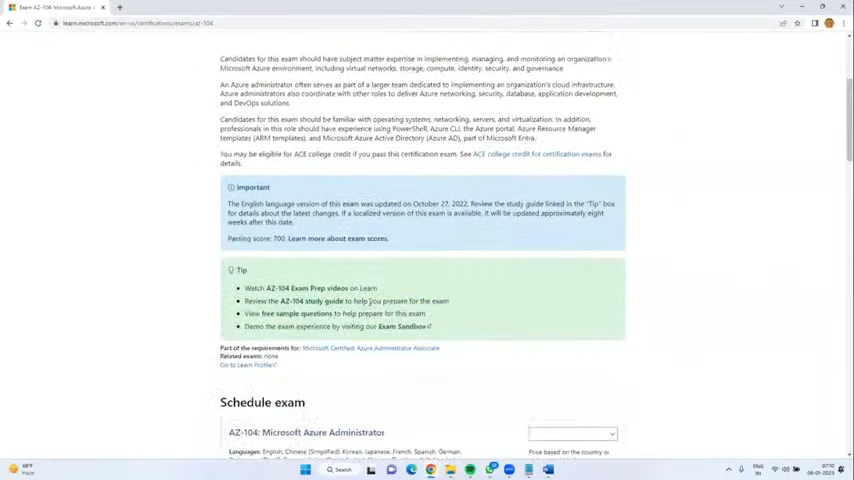 Exam AZ-104: Microsoft Azure A
learn.microsoft.com/en-us/certifications/exams/az-104
Candidates for this exam should have subject matter expertise in implementing, managing, and monitoring an organization's
Microsoft Azure environment, including virtual networks, storage, compute, identity, security, and governance.
An Azure administrator often serves as part of a larger team dedicated to implementing an organization's cloud infrastructure.
Azure administrators also coordinate with other roles to deliver Azure networking, security, database, application development,
and DevOps solutions.
Candidates for this exam should be familiar with operating systems, networking, servers, and virtualization. In addition,
professionals in this role should have experience using PowerShell, Azure CLI, the Azure portal, Azure Resource Manager
templates (ARM templates), and Microsoft Azure Active Directory (Azure AD), part of Microsoft Entra.
You may be eligible for ACE college credit if you pass this certification exam. See ACE college credit for certification exams for
details.
Important
The English language version of this exam was updated on October 27, 2022. Review the study guide linked in the "Tip" box
for details about the latest changes. If a localized version of this exam is available, it will be updated approximately eight
weeks after this date.
Passing score: 700. Learn more about exam scores.
Tip
• Watch AZ-104 Exam Prep videos on Learn
• Review the AZ-104 study guide to help you prepare for the exam
• View free sample questions to help prepare for this exam
• Demo the exam experience by visiting our Exam Sandbox
Part of the requirements for: Microsoft Certified: Azure Administrator Associate
Related exams: none
Go to Learn Profile
Schedule exam
AZ-104: Microsoft Azure Administrator
Languages: English, Chinese (Simplified), Korean, Japanese, French, Spanish, German,
Price based on the country or
Search
ENG
IN
07:10
06-01-2023